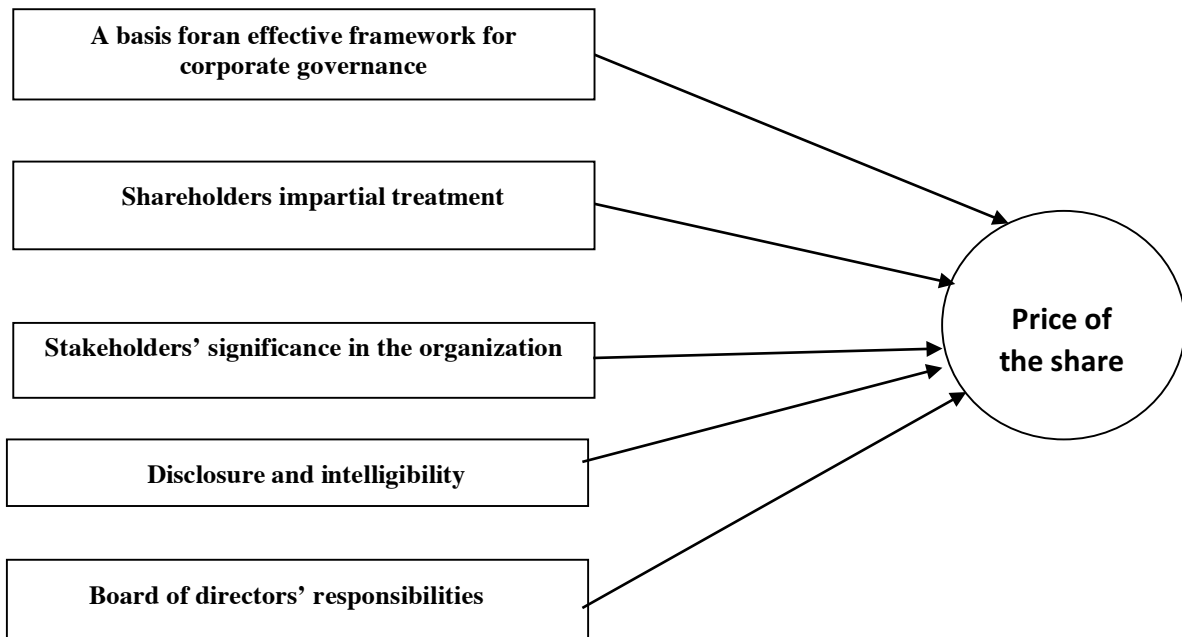 A basis foran effective framework for
corporate governance
Shareholders impartial treatment
Stakeholders’ significance in the organization
Disclosure and intelligibility
Board of directors’ responsibilities
Price of
the share